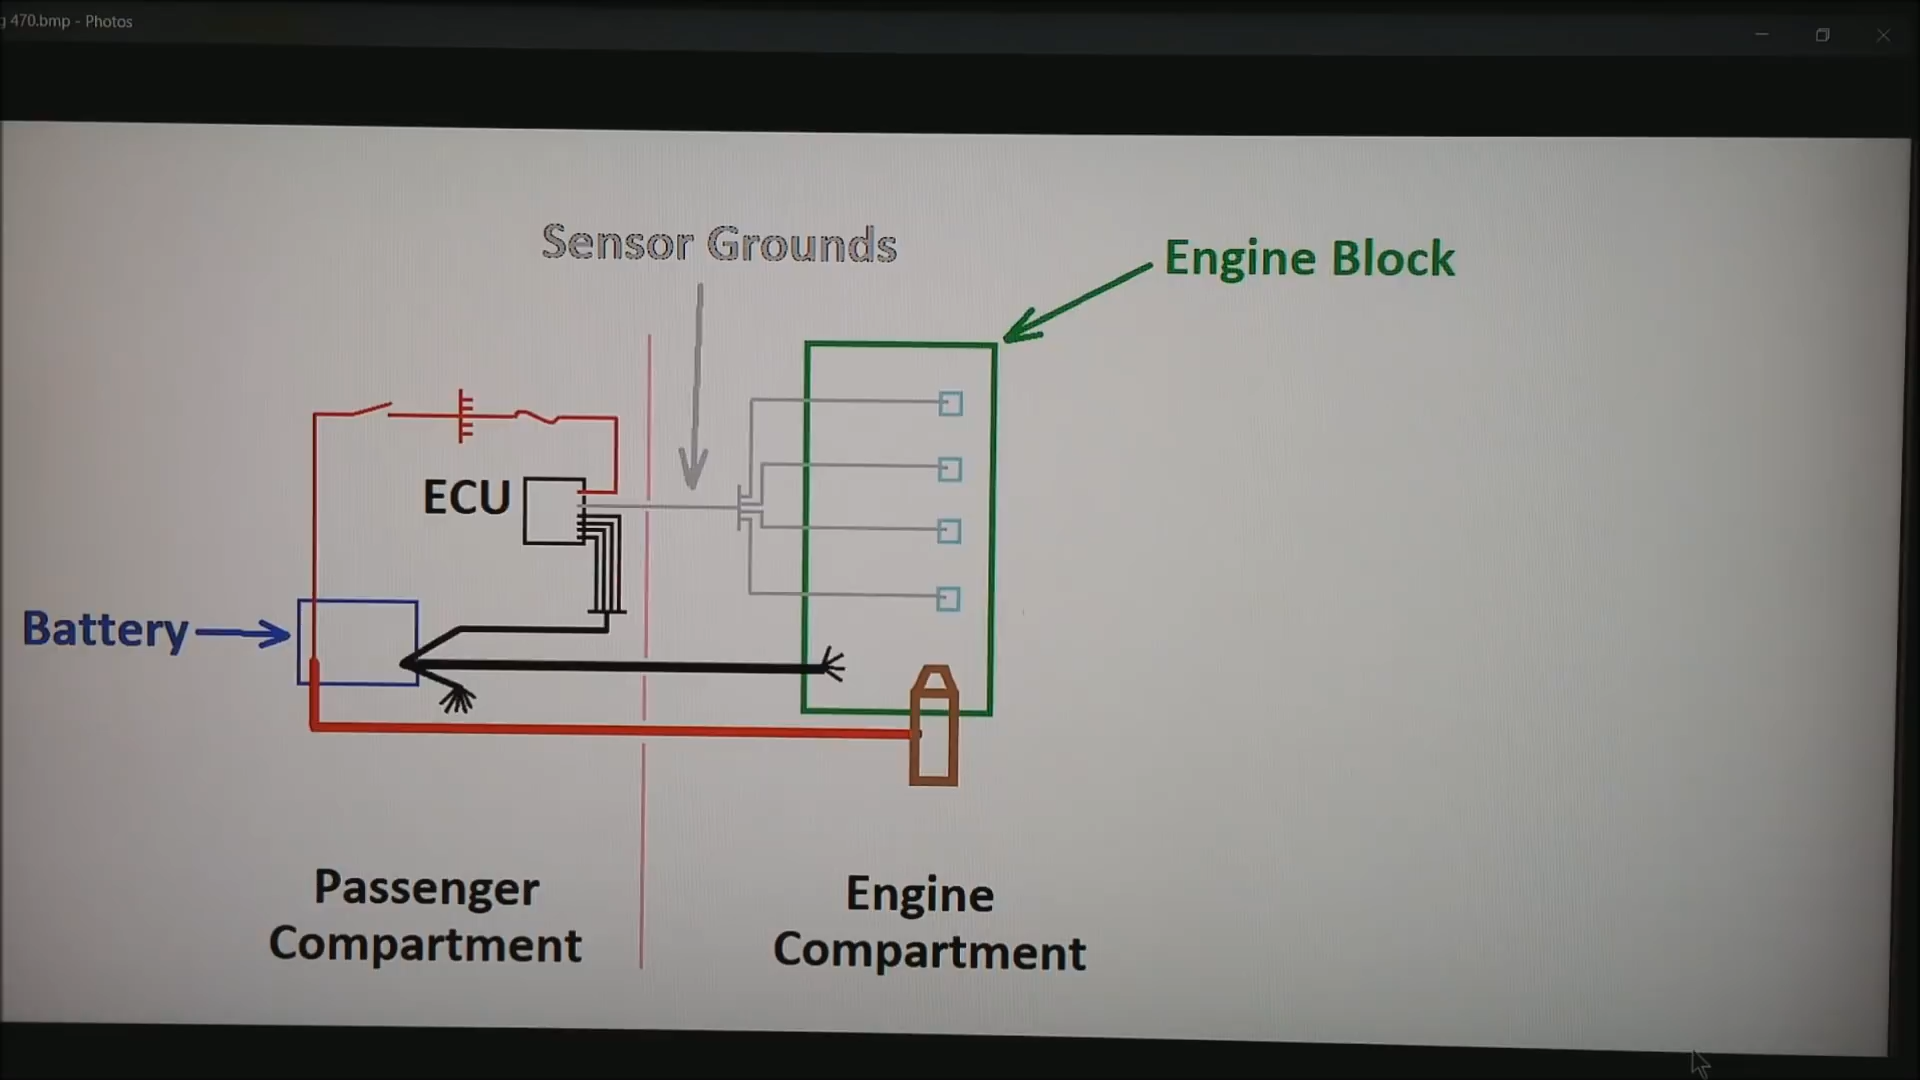 g 470.bmp - Photos
Sensor Grounds
Engine Block
ECU
Battery
Passenger
Compartment
Engine
Compartment